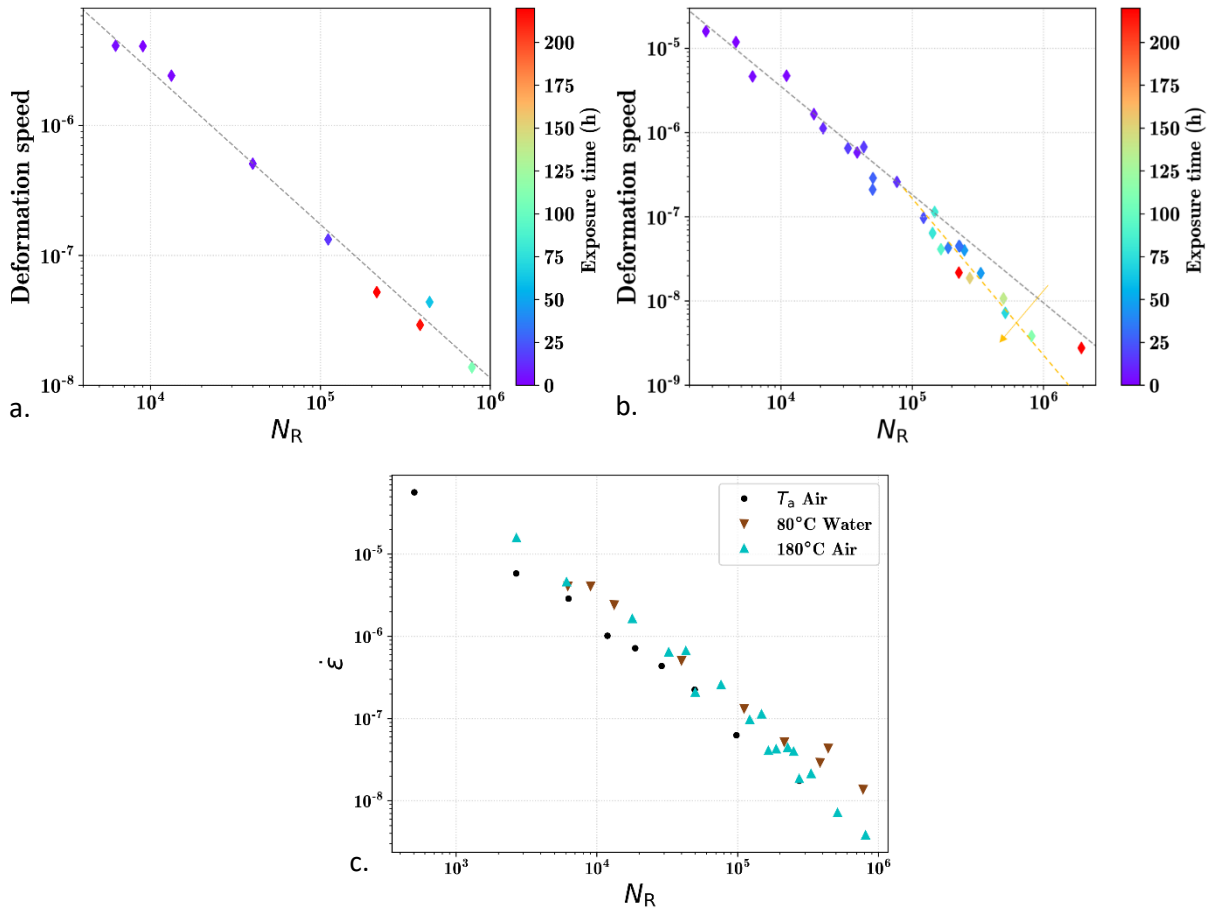 Deformation speed
10^-6
10^-7
10^-8
10^4
10^5
10^6
N_R
a.
200
175
150
125
100
75
50
25
0
Exposure time (h)
Deformation speed
10^-5
10^-6
10^-7
10^-8
10^-9
10^4
10^5
10^6
N_R
b.
200
175
150
125
100
75
50
25
0
Exposure time (h)
ε̇
10^-5
10^-6
10^-7
10^-8
T_a Air
80°C Water
180°C Air
10^3
10^4
10^5
10^6
N_R
c.